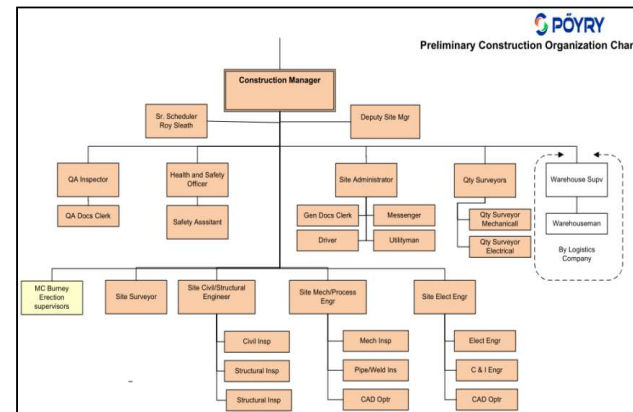 PÖYRY
Preliminary Construction Organization Char
Construction Manager
Sr. Scheduler
Roy Sleath
Deputy Site Mgr
QA Inspector
Health and Safety
Officer
Site Administrator
Qty Surveyors
Warehouse Supv
QA Docs Clerk
Safety Asssitant
Gen Docs Clerk
Messenger
Qty Surveyor
Mechanicall
Warehouseman
Driver
Utilityman
Qty Surveyor
Electrical
By Logistics
Company
MC Burney
Erection
supervisors
Site Surveyor
Site Civil/Structural
Engineer
Site Mech/Process
Engr
Site Elect Engr
Civil Insp
Mech Insp
Elect Engr
Structural Insp
Pipe/Weld Ins
C & I Engr
Structural Insp
CAD Optr
CAD Optr